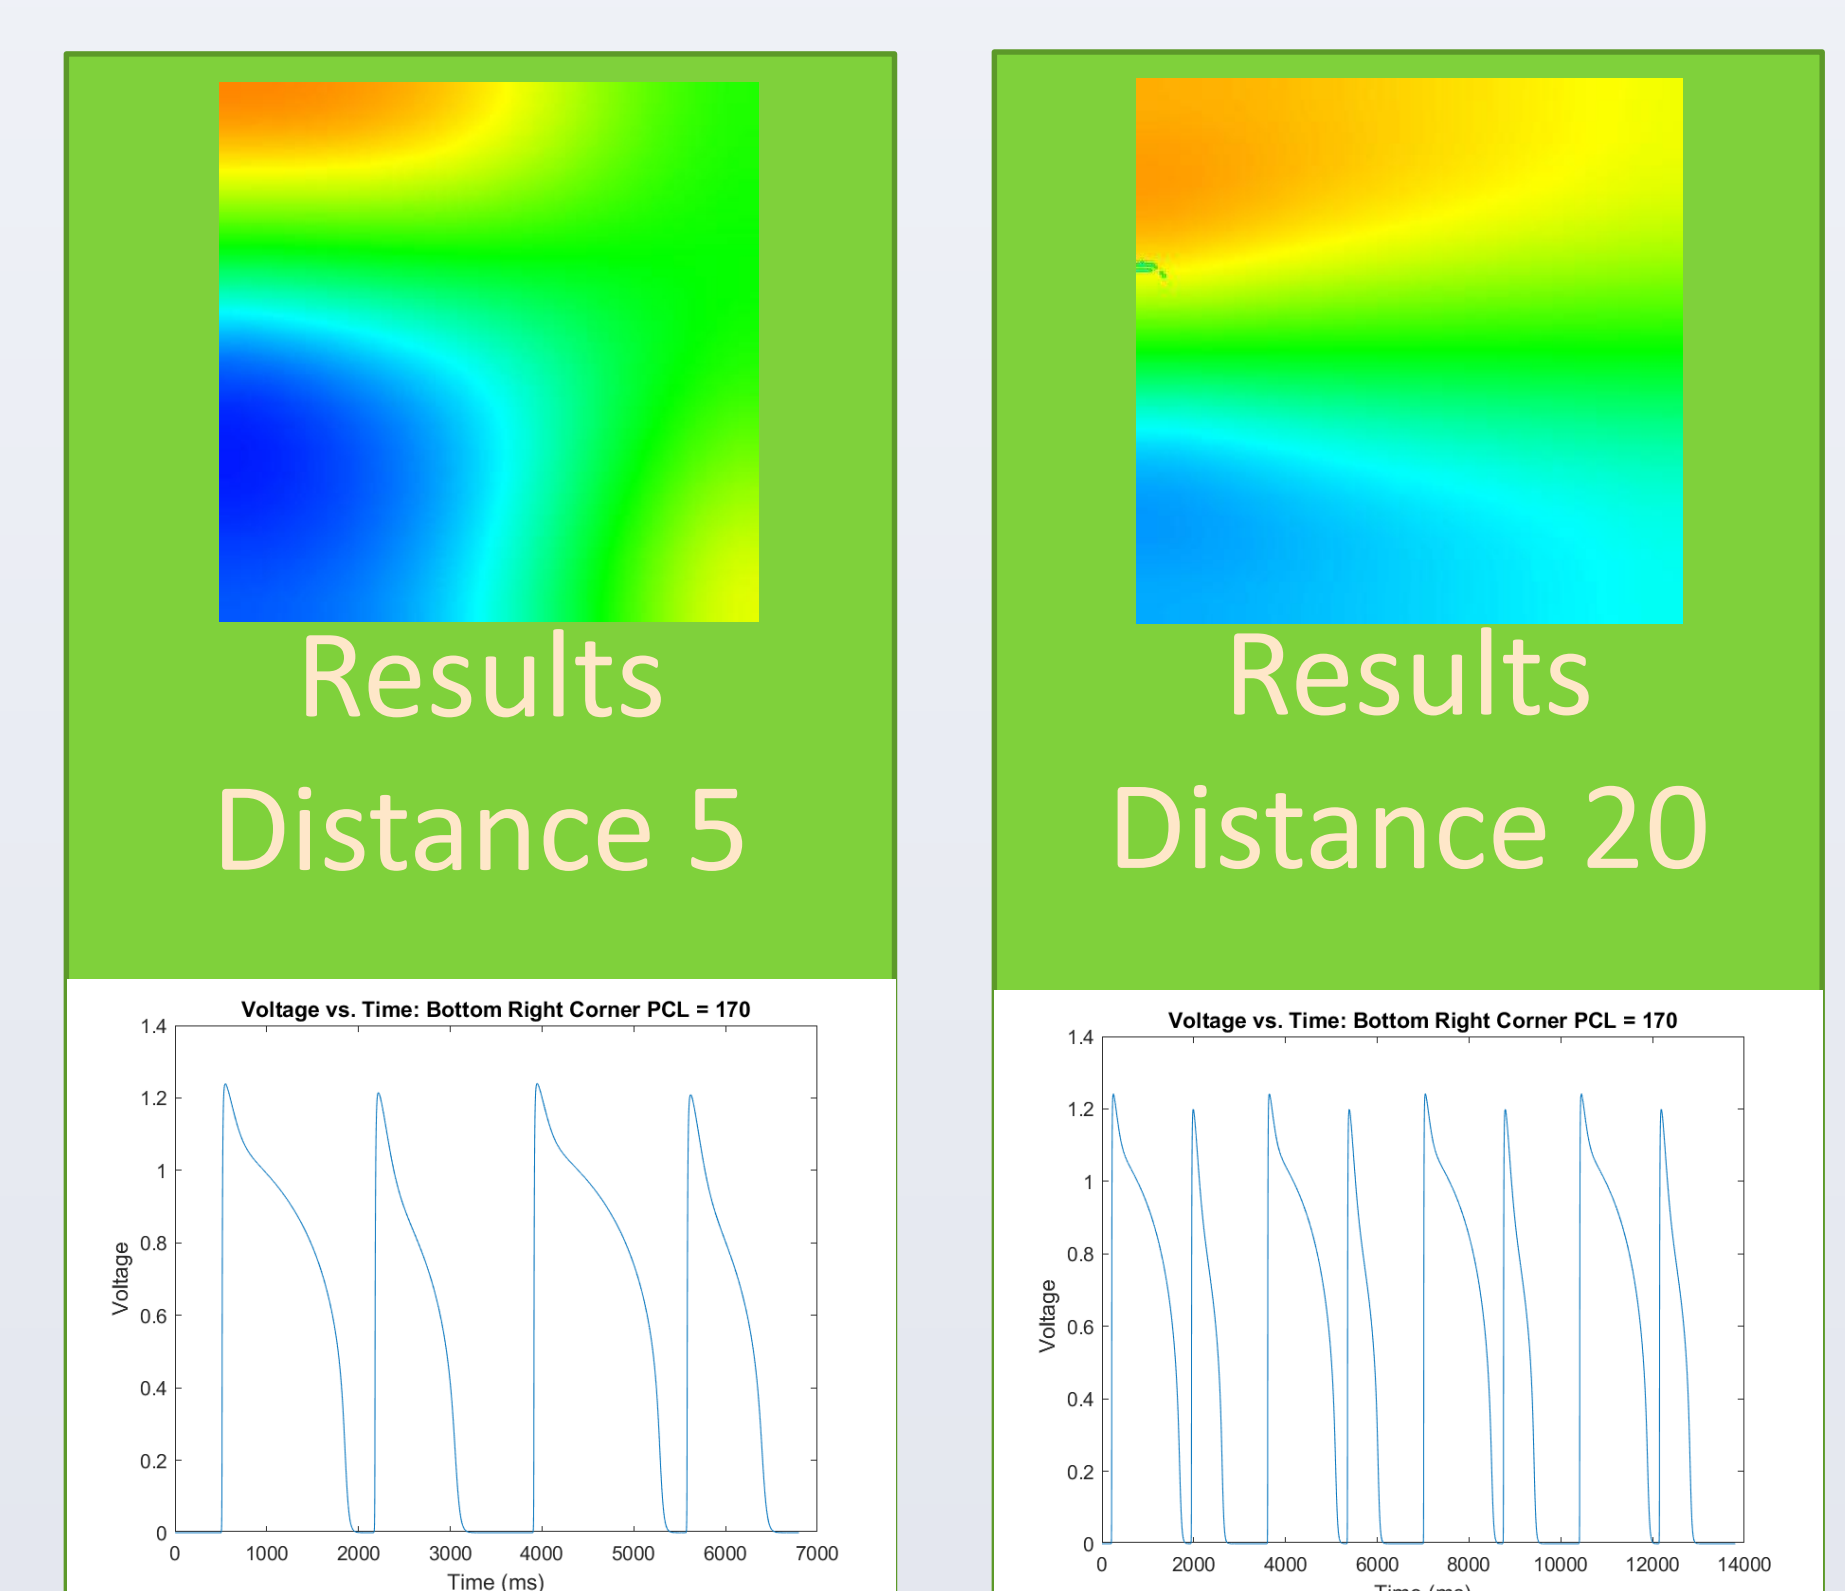 Results
Distance 5
Voltage vs. Time: Bottom Right Corner PCL = 170
1.4
1.2
1
0.8
0.6
0.4
0.2
0
Voltage
0 1000 2000 3000 4000 5000 6000 7000
Time (ms)
Results
Distance 20
Voltage vs. Time: Bottom Right Corner PCL = 170
1.4
1.2
1
0.8
0.6
0.4
0.2
0
Voltage
0 2000 4000 6000 8000 10000 12000 14000
Time (ms)